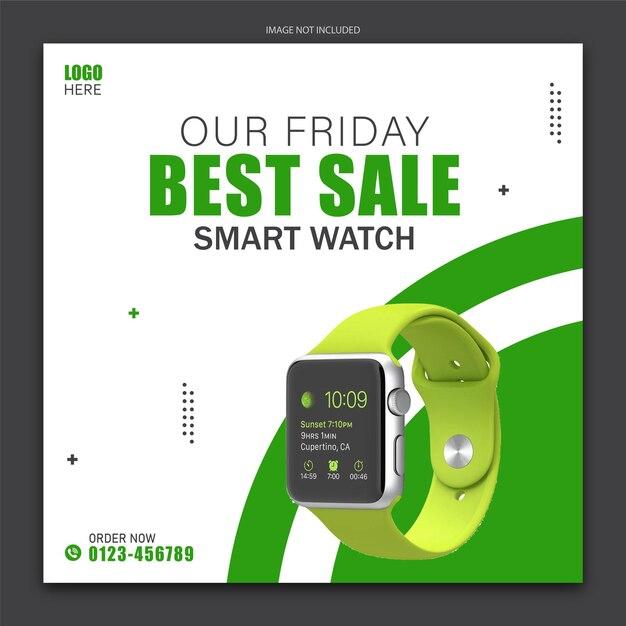 IMAGE NOT INCLUDED
LOGO
HERE
OUR FRIDAY
BEST SALE
SMART WATCH
10:09
Sunset 7:10PM
9HRS 1MIN
Cupertino, CA
14:59 7:00 00:46
ORDER NOW
0123-456789